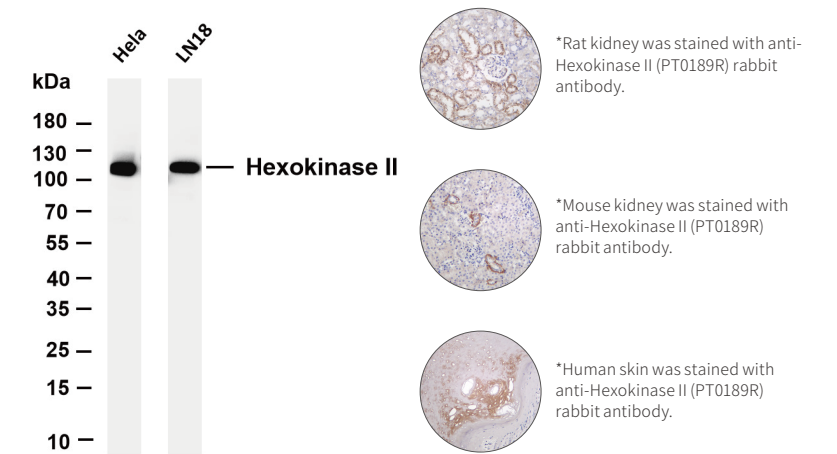 Hela
LN18
kDa
180
130
100
70
55
40
35
25
15
10
Hexokinase II
*Rat kidney was stained with anti-
Hexokinase II (PT0189R) rabbit
antibody.
*Mouse kidney was stained with
anti-Hexokinase II (PT0189R)
rabbit antibody.
*Human skin was stained with
anti-Hexokinase II (PT0189R)
rabbit antibody.